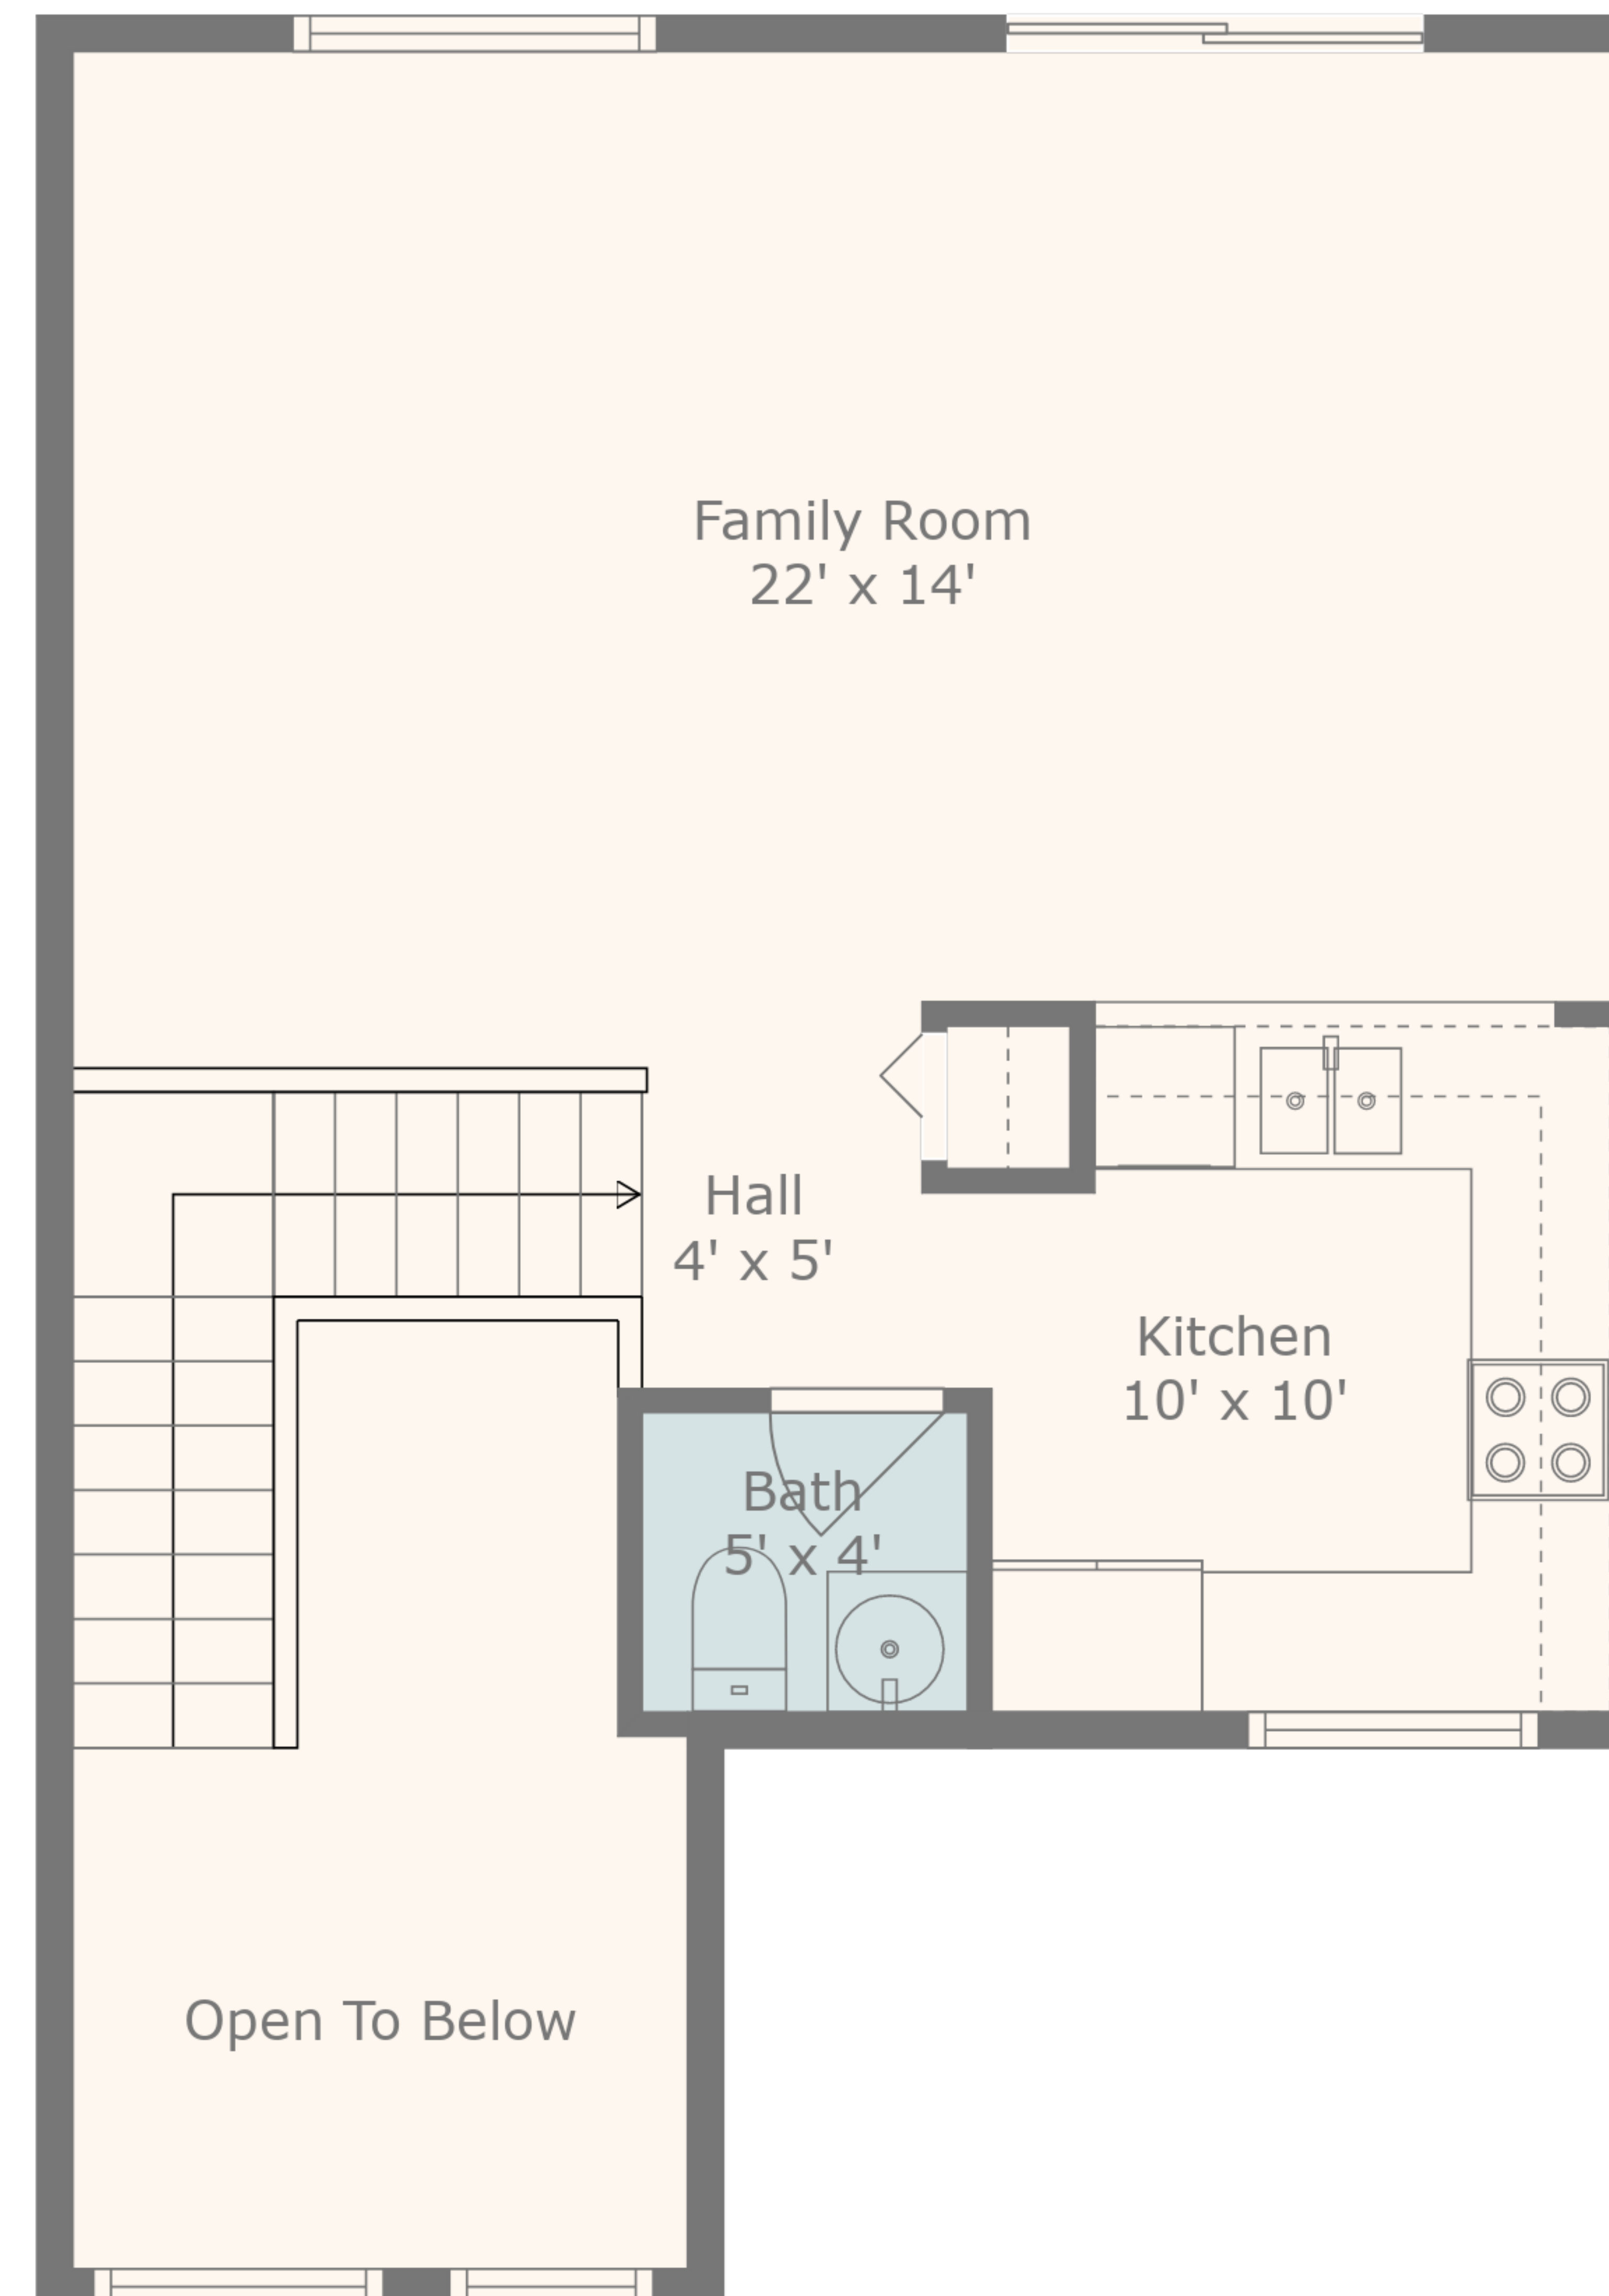 Family Room
22' x 14'
Hall
4' x 5'
Kitchen
10' x 10'
Bath
5' x 4'
Open To Below